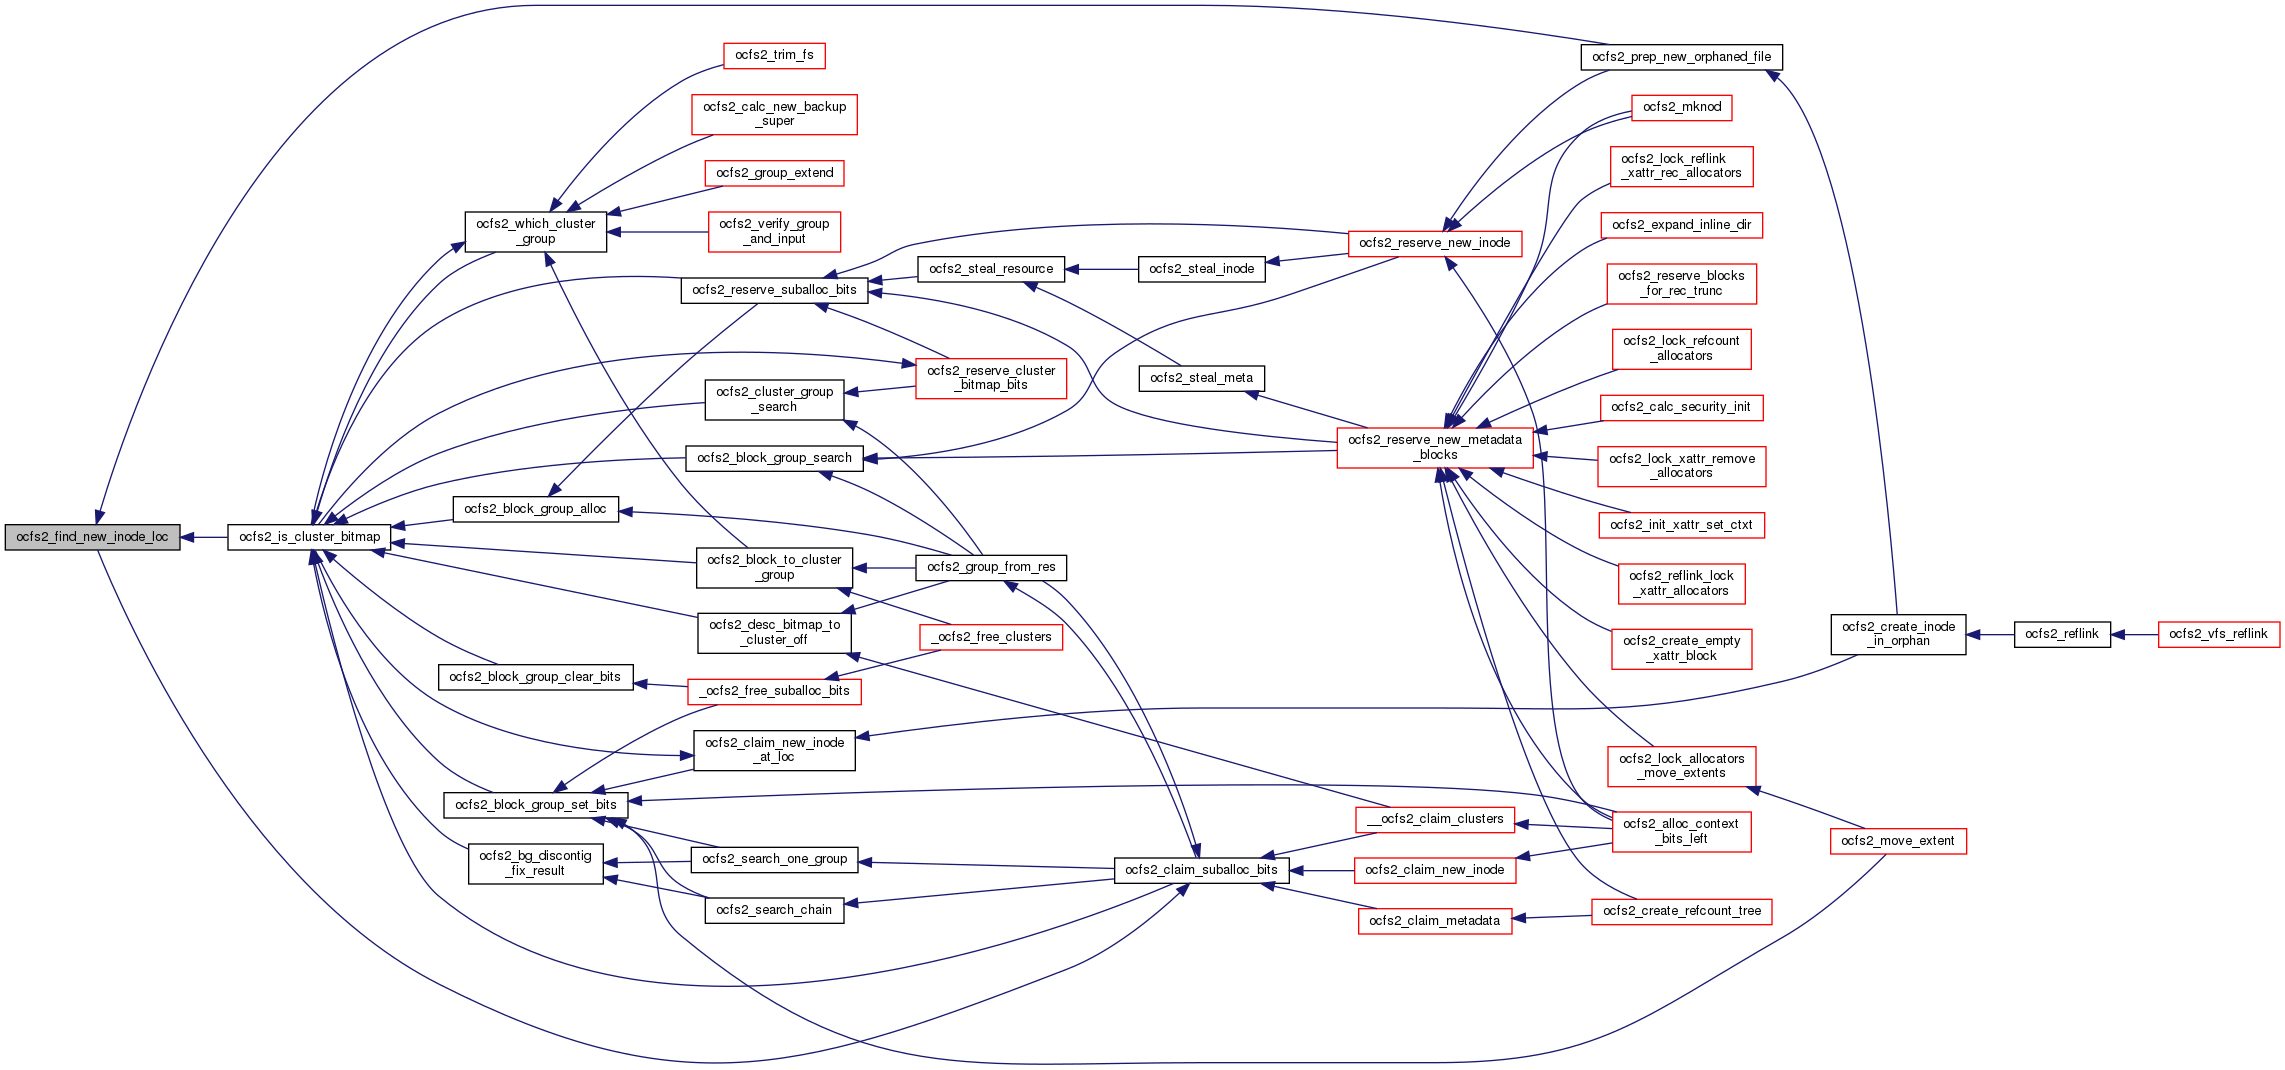 ocfs2_find_new_inode_loc
ocfs2_is_cluster_bitmap
ocfs2_which_cluster
_group
ocfs2_block_group_alloc
ocfs2_block_group_clear_bits
ocfs2_block_group_set_bits
ocfs2_bg_discontig
_fix_result
ocfs2_trim_fs
ocfs2_calc_new_backup
_super
ocfs2_group_extend
ocfs2_verify_group
_and_input
ocfs2_reserve_suballoc_bits
ocfs2_cluster_group
_search
ocfs2_block_group_search
ocfs2_block_to_cluster
_group
ocfs2_desc_bitmap_to
_cluster_off
_ocfs2_free_suballoc_bits
ocfs2_claim_new_inode
_at_loc
ocfs2_search_one_group
ocfs2_search_chain
ocfs2_steal_resource
ocfs2_reserve_cluster
_bitmap_bits
ocfs2_group_from_res
_ocfs2_free_clusters
ocfs2_steal_inode
ocfs2_steal_meta
ocfs2_claim_suballoc_bits
ocfs2_reserve_new_inode
ocfs2_reserve_new_metadata
_blocks
__ocfs2_claim_clusters
ocfs2_claim_new_inode
ocfs2_claim_metadata
ocfs2_prep_new_orphaned_file
ocfs2_mknod
ocfs2_lock_reflink
_xattr_rec_allocators
ocfs2_expand_inline_dir
ocfs2_reserve_blocks
_for_rec_trunc
ocfs2_lock_refcount
_allocators
ocfs2_calc_security_init
ocfs2_lock_xattr_remove
_allocators
ocfs2_init_xattr_set_ctxt
ocfs2_reflink_lock
_xattr_allocators
ocfs2_create_empty
_xattr_block
ocfs2_lock_allocators
_move_extents
ocfs2_alloc_context
_bits_left
ocfs2_create_refcount_tree
ocfs2_create_inode
_in_orphan
ocfs2_move_extent
ocfs2_reflink
ocfs2_vfs_reflink